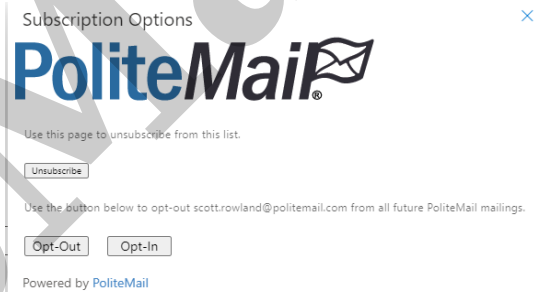 Subscription Options
PoliteMail®
Use this page to unsubscribe from this list.
Unsubscribe
Use the button below to opt-out scott.rowland@politemail.com from all future PoliteMail mailings.
Opt-Out Opt-In
Powered by PoliteMail